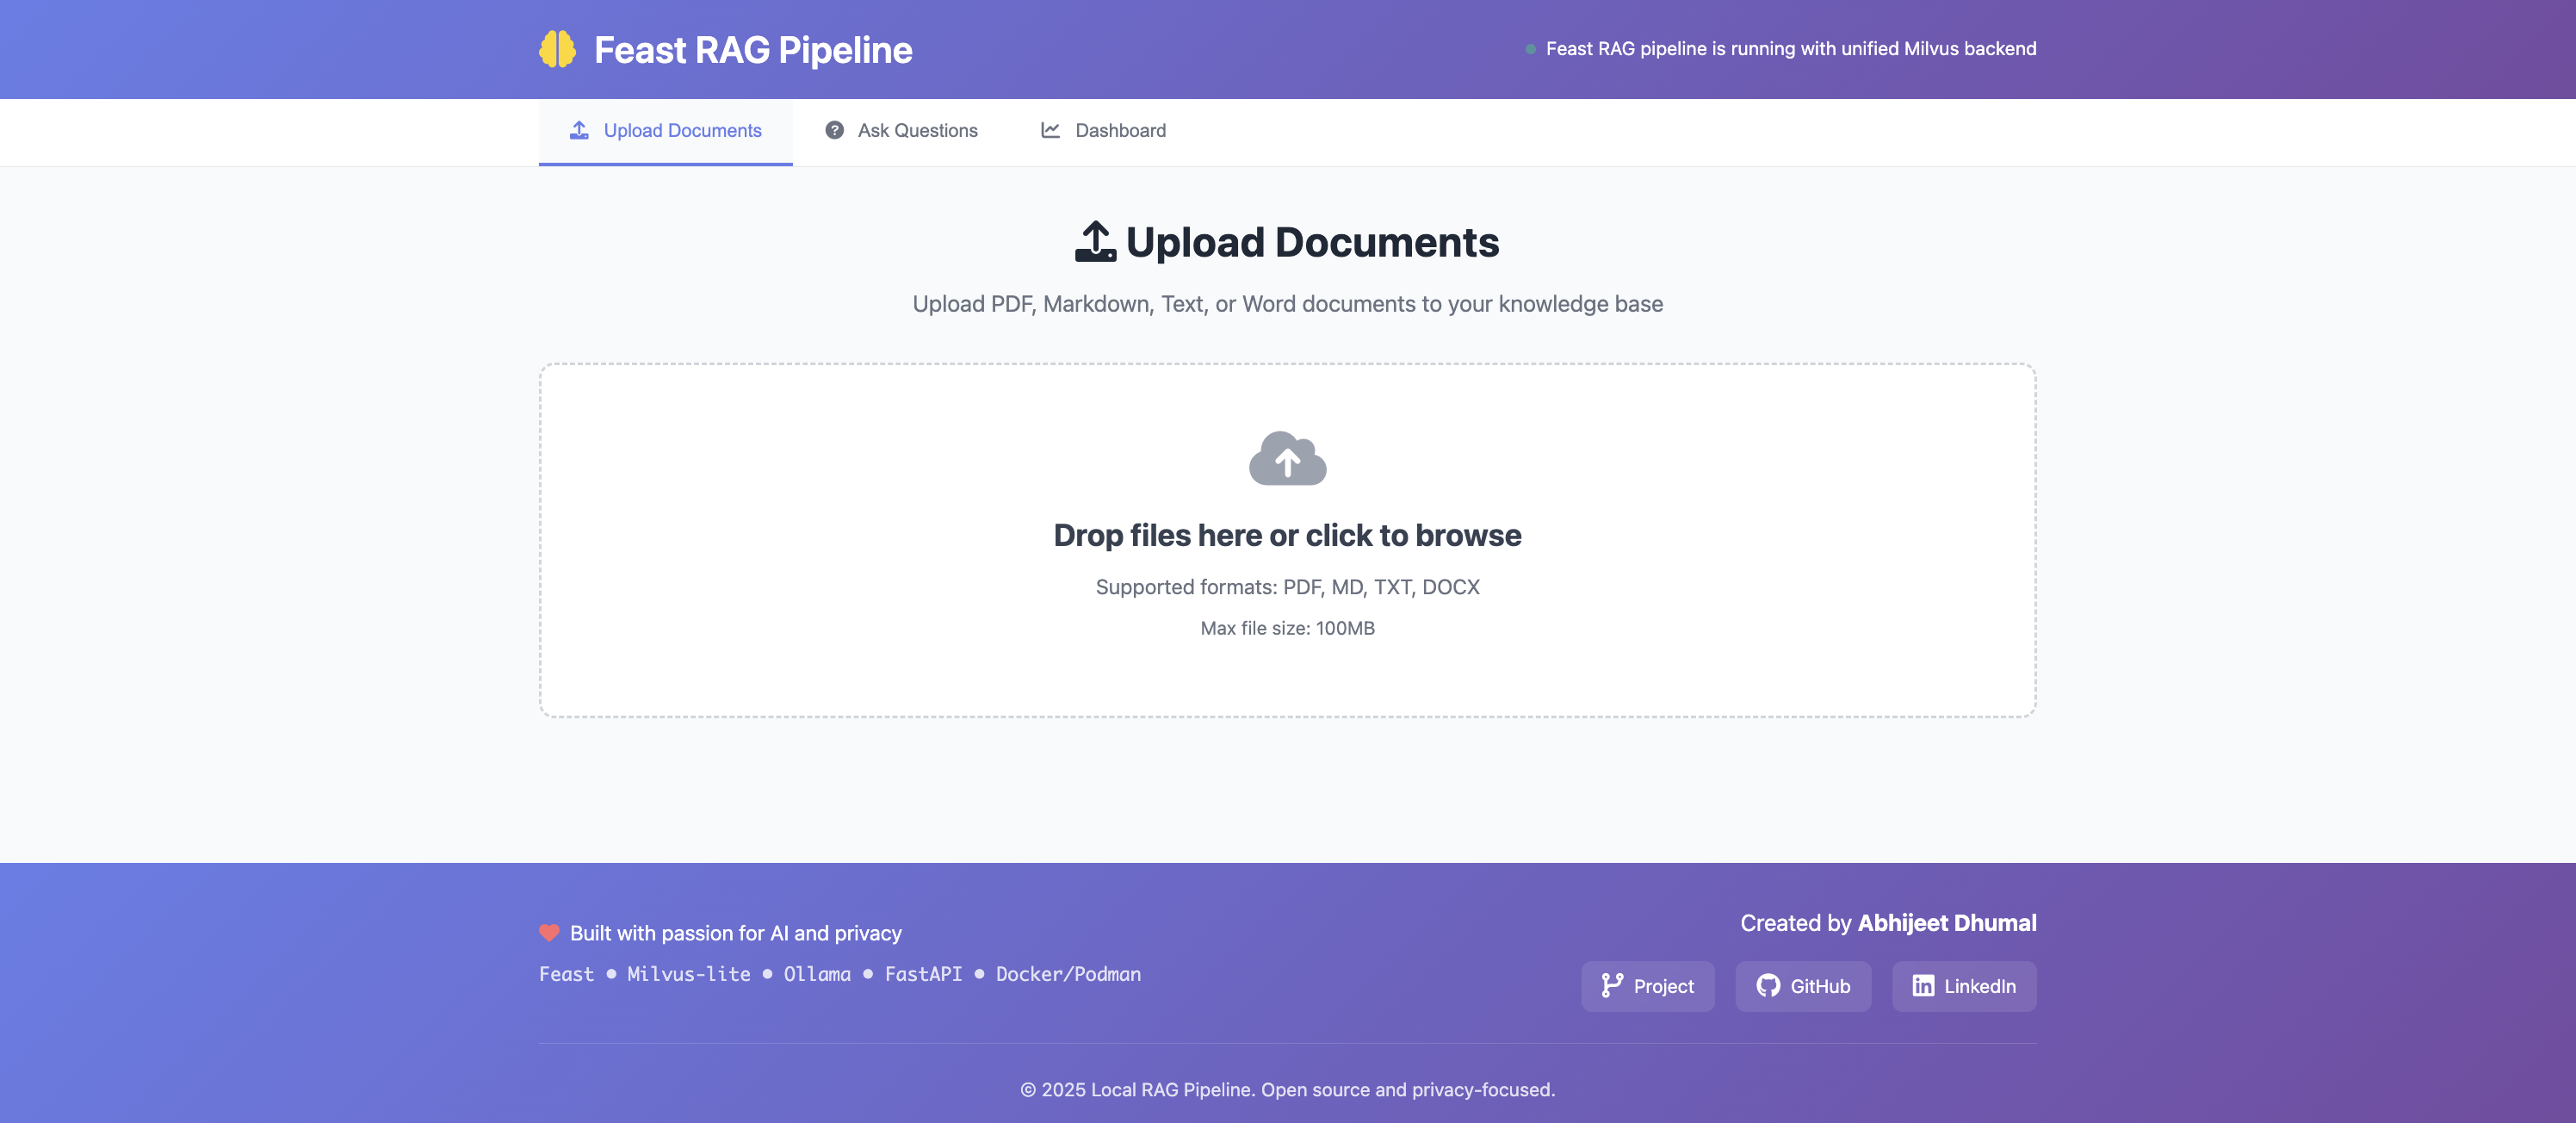 Feast RAG Pipeline
Feast RAG pipeline is running with unified Milvus backend
Upload Documents
Ask Questions
Dashboard
Upload Documents
Upload PDF, Markdown, Text, or Word documents to your knowledge base
Drop files here or click to browse
Supported formats: PDF, MD, TXT, DOCX
Max file size: 100MB
Built with passion for AI and privacy
Feast • Milvus-lite • Ollama • FastAPI • Docker/Podman
Created by Abhijeet Dhumal
Project
GitHub
LinkedIn
© 2025 Local RAG Pipeline. Open source and privacy-focused.